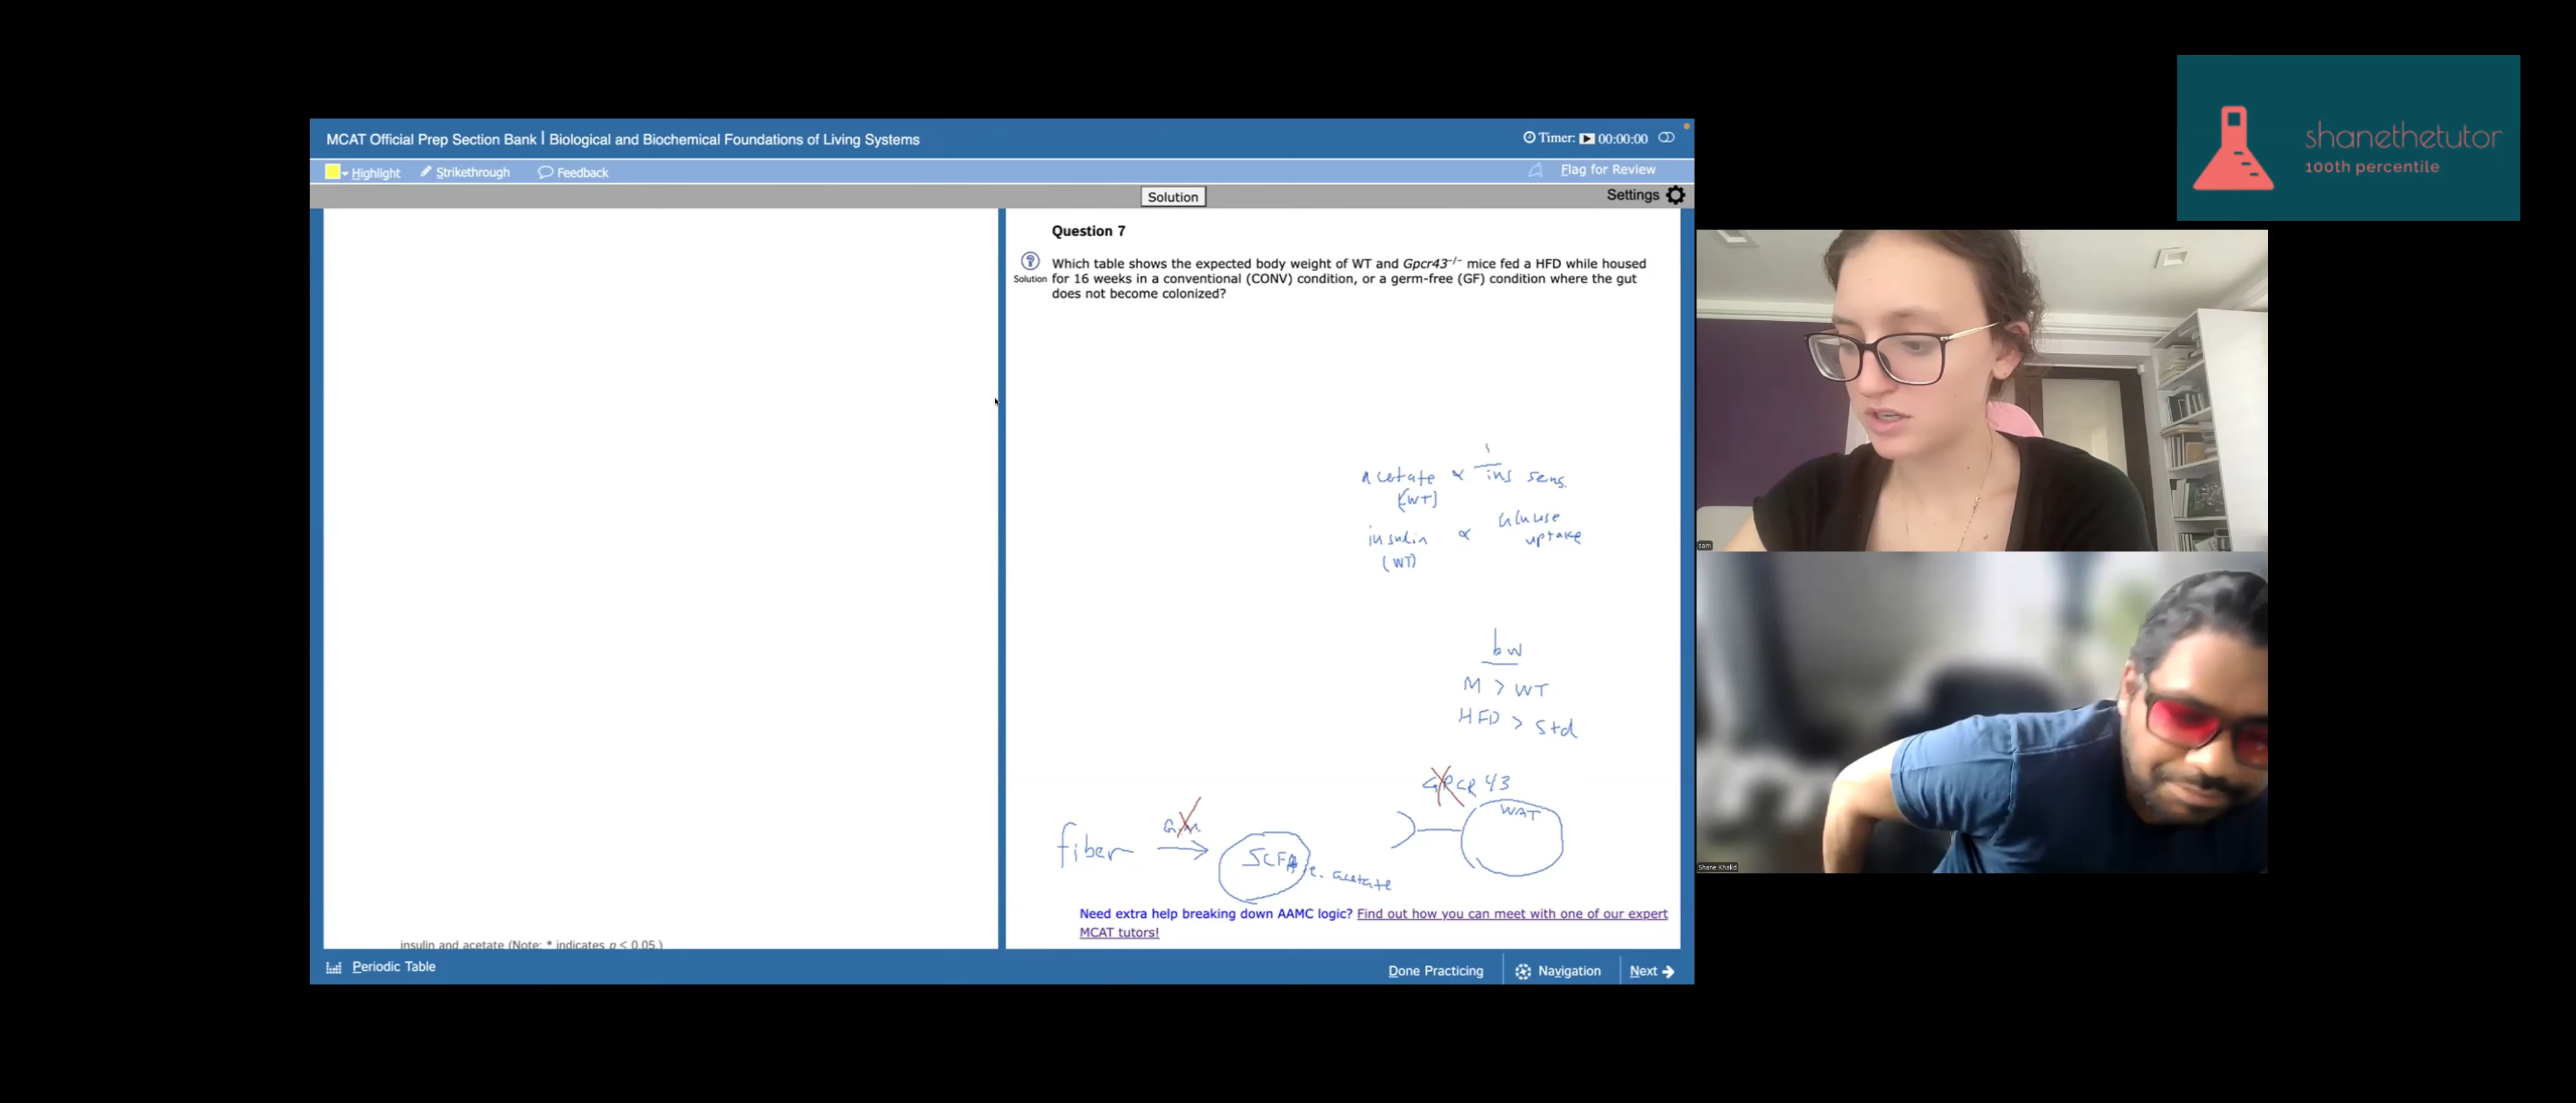 shanethetutor
100th percentile
MCAT Official Prep Section Bank | Biological and Biochemical Foundations of Living Systems
Timer: 00:00:00
Highlight Strikethrough Feedback
Flag for Review
Solution
Settings
Question 7
Solution
Which table shows the expected body weight of WT and Gpcr43−/− mice fed a HFD while housed
for 16 weeks in a conventional (CONV) condition, or a germ-free (GF) condition where the gut
does not become colonized?
acetate ∝ 1/ins sens.
(WT)
insulin ∝ glucose uptake
(WT)
bw
M > WT
HFD > Std
GPCR 43
WAT
fiber → SCFA i.e. acetate
Need extra help breaking down AAMC logic? Find out how you can meet with one of our expert
MCAT tutors!
insulin and acetate (Note: * indicates p < 0.05.)
Periodic Table
Done Practicing Navigation Next
sam
Shane Khalid